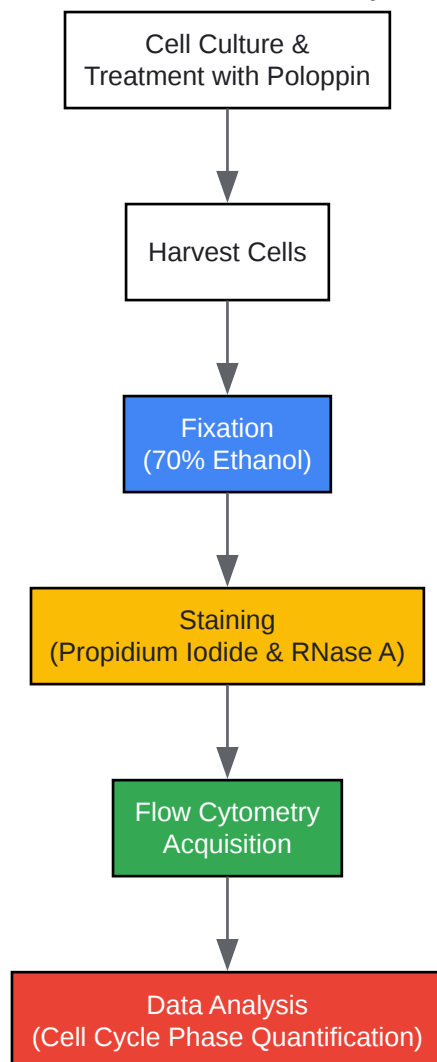 Cell Culture &
Treatment with Poloppin
Harvest Cells
Fixation
(70% Ethanol)
Staining
(Propidium Iodide & RNase A)
Flow Cytometry
Acquisition
Data Analysis
(Cell Cycle Phase Quantification)